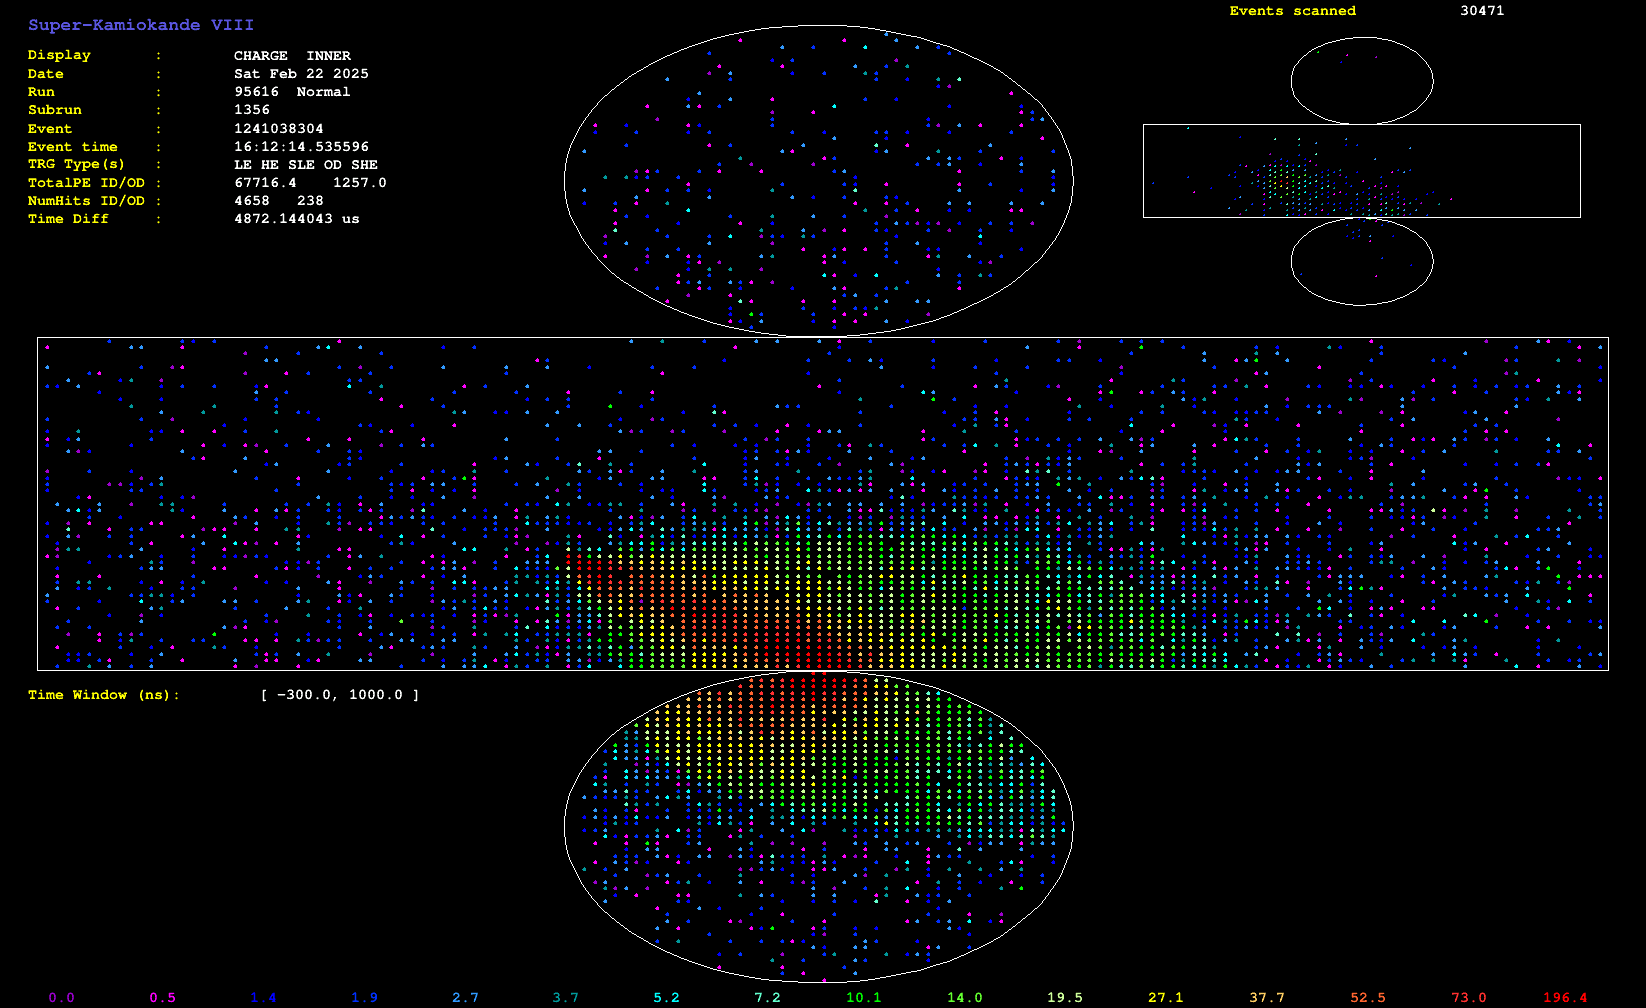 Super-Kamiokande VIII
Events scanned 30471
Display : CHARGE INNER
Date : Sat Feb 22 2025
Run : 95616 Normal
Subrun : 1356
Event : 1241038304
Event time : 16:12:14.535596
TRG Type(s) : LE HE SLE OD SHE
TotalPE ID/OD : 67716.4 1257.0
NumHits ID/OD : 4658 238
Time Diff : 4872.144043 us
Time Window (ns): [ -300.0, 1000.0 ]
0.0 0.5 1.4 1.9 2.7 3.7 5.2 7.2 10.1 14.0 19.5 27.1 37.7 52.5 73.0 196.4